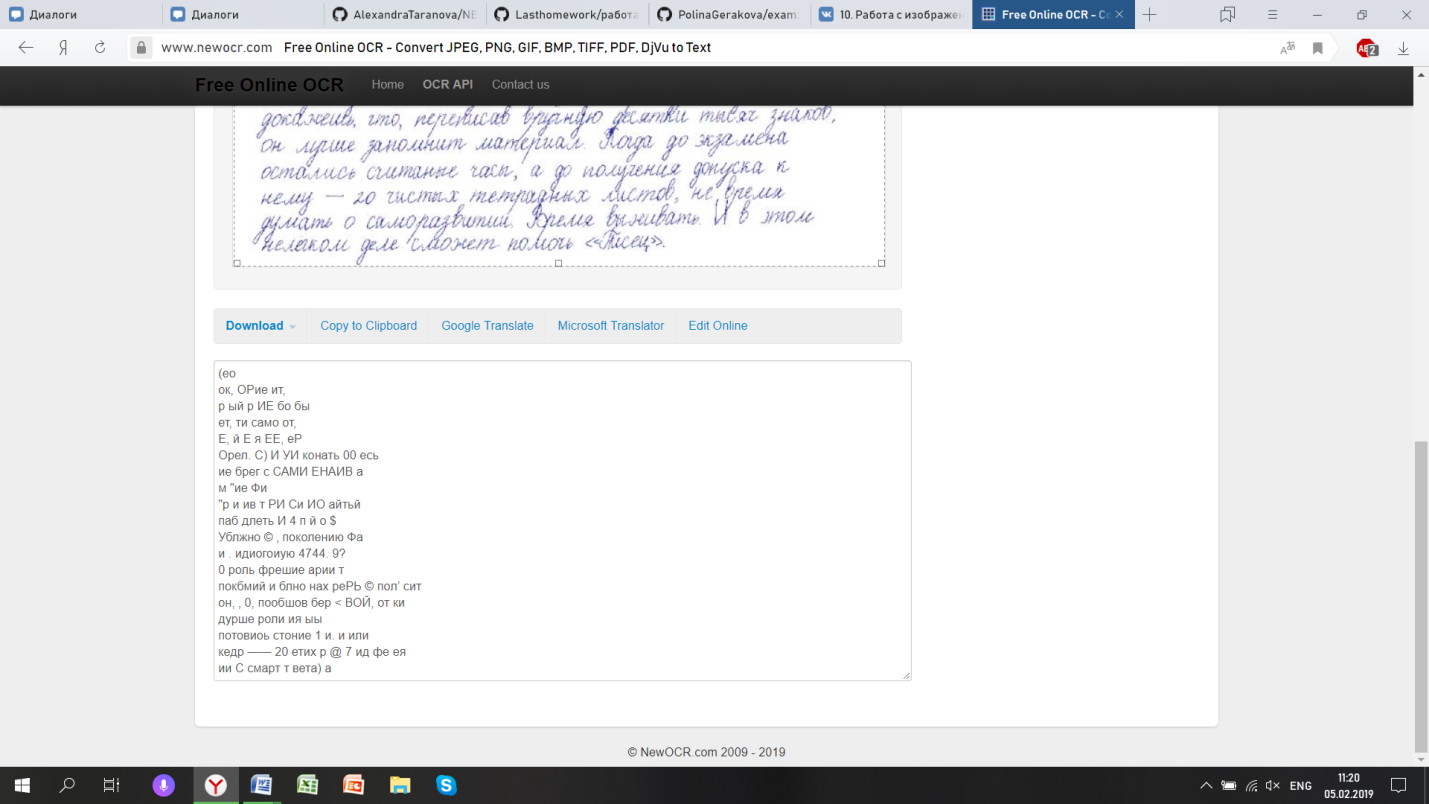 Диалоги
Диалоги
AlexandraTaranova/NE
Lasthomework/работа
PolinaGerakova/exam
10. Работа с изображен
Free Online OCR - Co
www.newocr.com Free Online OCR - Convert JPEG, PNG, GIF, BMP, TIFF, PDF, DjVu to Text
2
Free Online OCR Home OCR API Contact us
докажешь, что, переписав вручную десятки тысяч знаков,
он лучше запомнит материал. Когда до экзамена
остались считаные часы, а до получения допуска к
нему — 20 чистых тетрадных листов, не время
думать о саморазвитии. Время выживать. И в этом
нелегком деле сможет помочь «Писец».
Download Copy to Clipboard Google Translate Microsoft Translator Edit Online
(ео
ок, ОРие ит,
р ый р ИЕ бо бы
ет, ти само от,
Е, й Е я ЕЕ, еР
Орел. С) И УИ конать 00 есь
ие брег с САМИ ЕНАИВ а
м "ие Фи
"р и ив т РИ Си ИО айтьй
паб длеть И 4 п й о $
Ублжно © , поколению Фа
и . идиогоиую 4744. 9?
0 роль фрешие арии т
покбмий и блно нах реРЬ © пол' сит
он, , 0, пообшов бер < ВОЙ, от ки
дурше роли ия ыы
потовиоь стоние 1 и. и или
кедр —— 20 етих р @ 7 ид фе ея
ии С смарт т вета) а
© NewOCR.com 2009 - 2019
ENG
11:20
05.02.2019